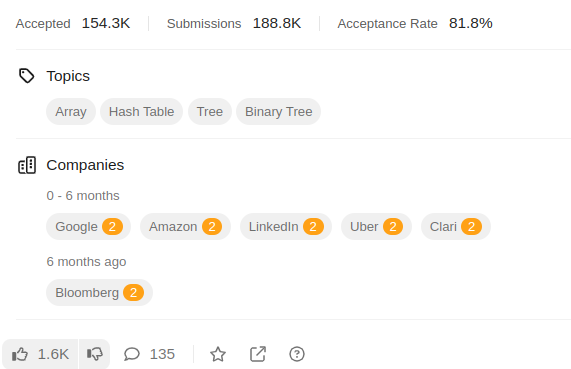 Accepted 154.3K Submissions 188.8K Acceptance Rate 81.8%
Topics
Array Hash Table Tree Binary Tree
Companies
0 - 6 months
Google 2 Amazon 2 LinkedIn 2 Uber 2 Clari 2
6 months ago
Bloomberg 2
1.6K 135